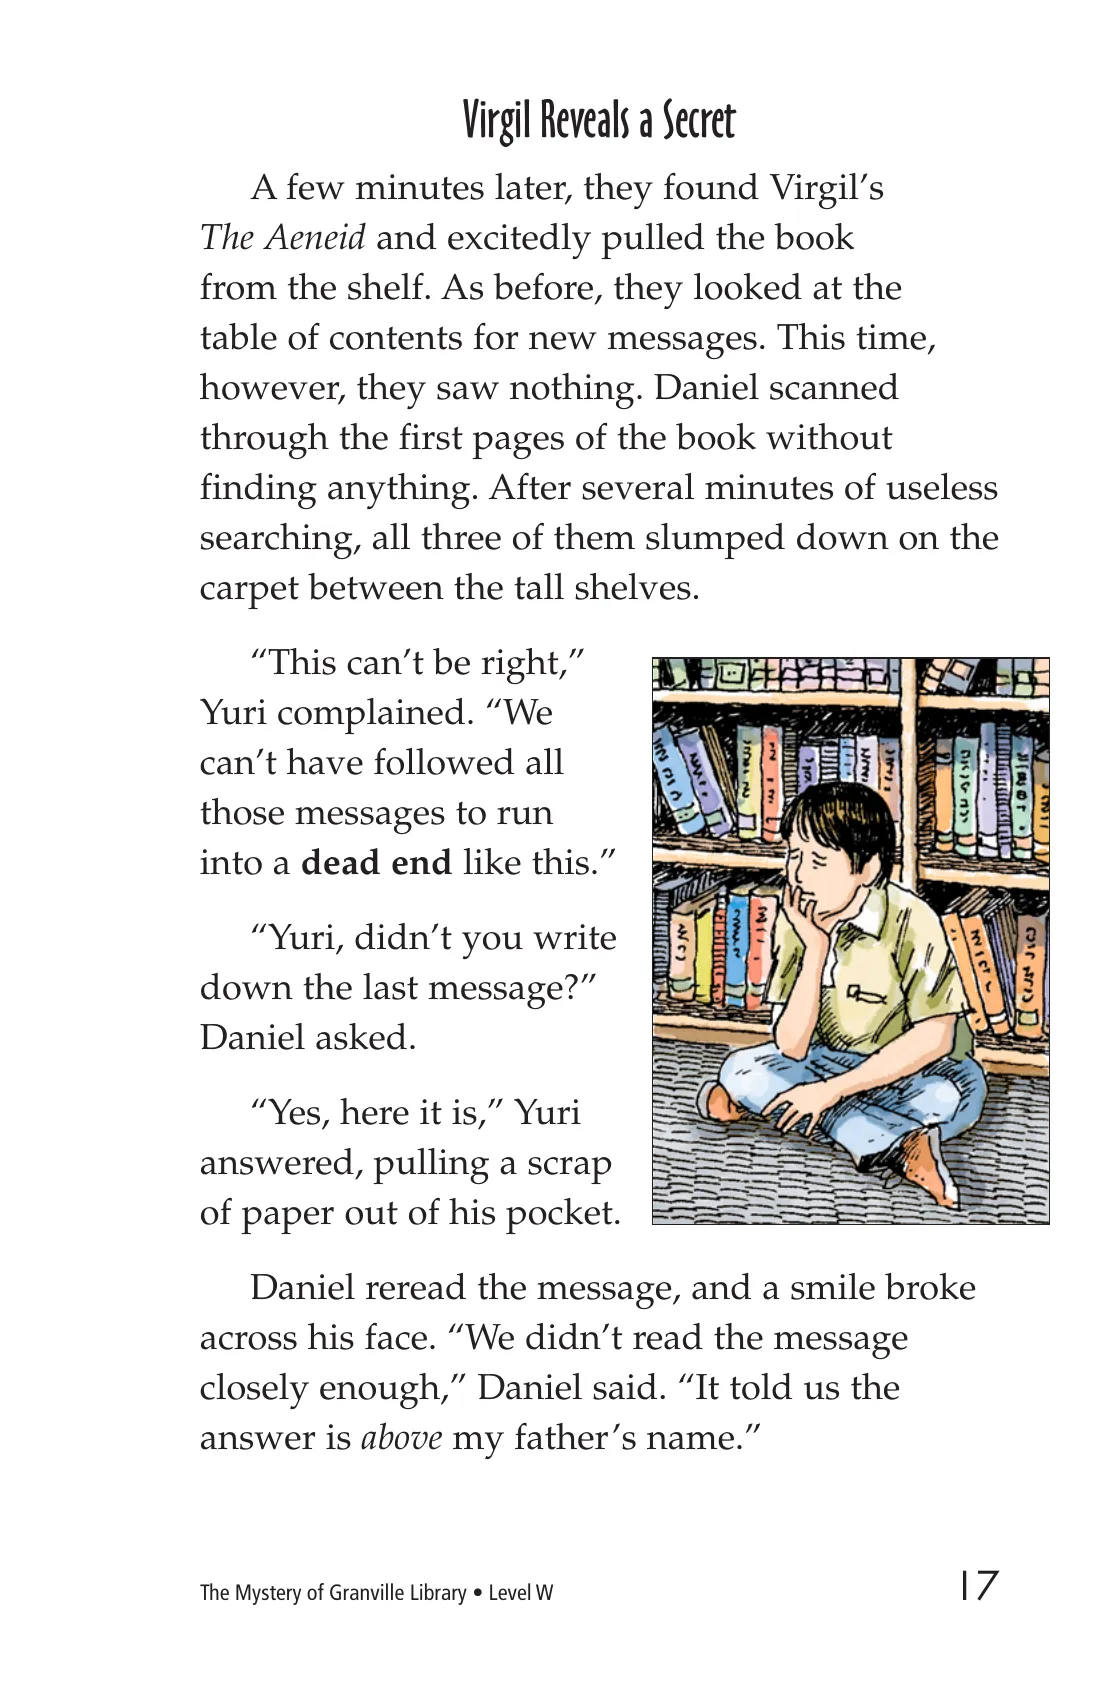 Virgil Reveals a Secret
A few minutes later, they found Virgil’s
The Aeneid and excitedly pulled the book
from the shelf. As before, they looked at the
table of contents for new messages. This time,
however, they saw nothing. Daniel scanned
through the first pages of the book without
finding anything. After several minutes of useless
searching, all three of them slumped down on the
carpet between the tall shelves.
“This can’t be right,”
Yuri complained. “We
can’t have followed all
those messages to run
into a dead end like this.”
“Yuri, didn’t you write
down the last message?”
Daniel asked.
“Yes, here it is,” Yuri
answered, pulling a scrap
of paper out of his pocket.
Daniel reread the message, and a smile broke
across his face. “We didn’t read the message
closely enough,” Daniel said. “It told us the
answer is above my father’s name.”
The Mystery of Granville Library • Level W
17